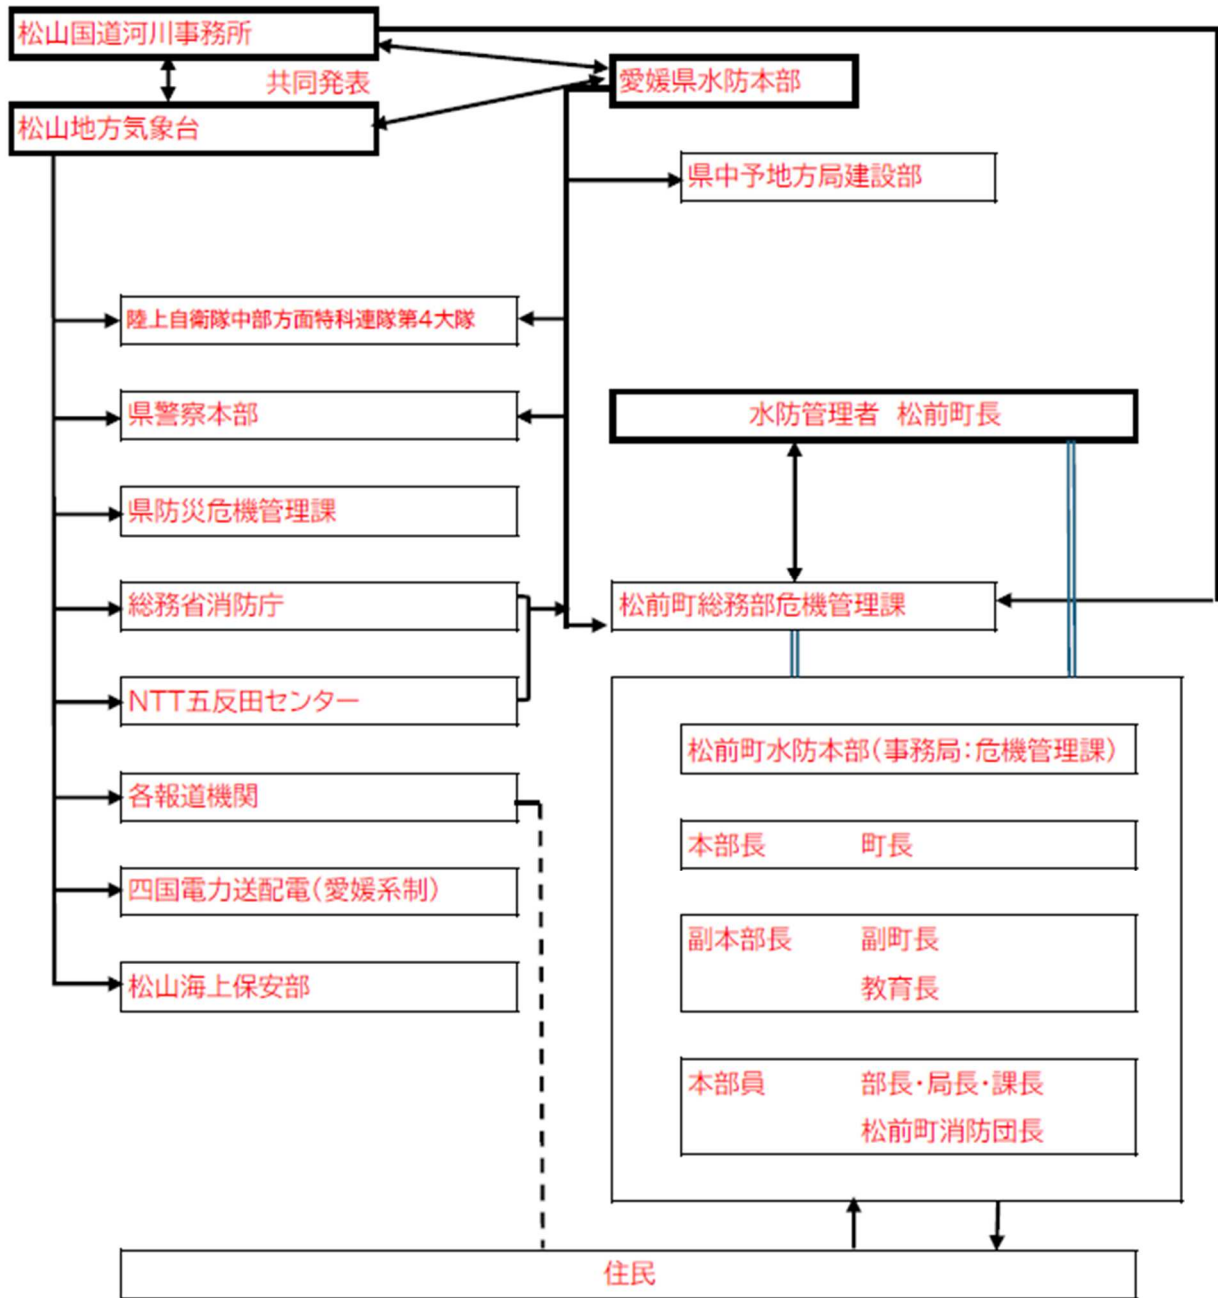 松山国道河川事務所
共同発表
愛媛県水防本部
松山地方気象台
県中予地方局建設部
陸上自衛隊中部方面特科連隊第4大隊
県警察本部
水防管理者 松前町長
県防災危機管理課
総務省消防庁
松前町総務部危機管理課
NTT五反田センター
松前町水防本部(事務局:危機管理課)
各報道機関
本部長 町長
四国電力送配電(愛媛系制)
副本部長 副町長
教育長
松山海上保安部
本部員 部長・局長・課長
松前町消防団長
住民